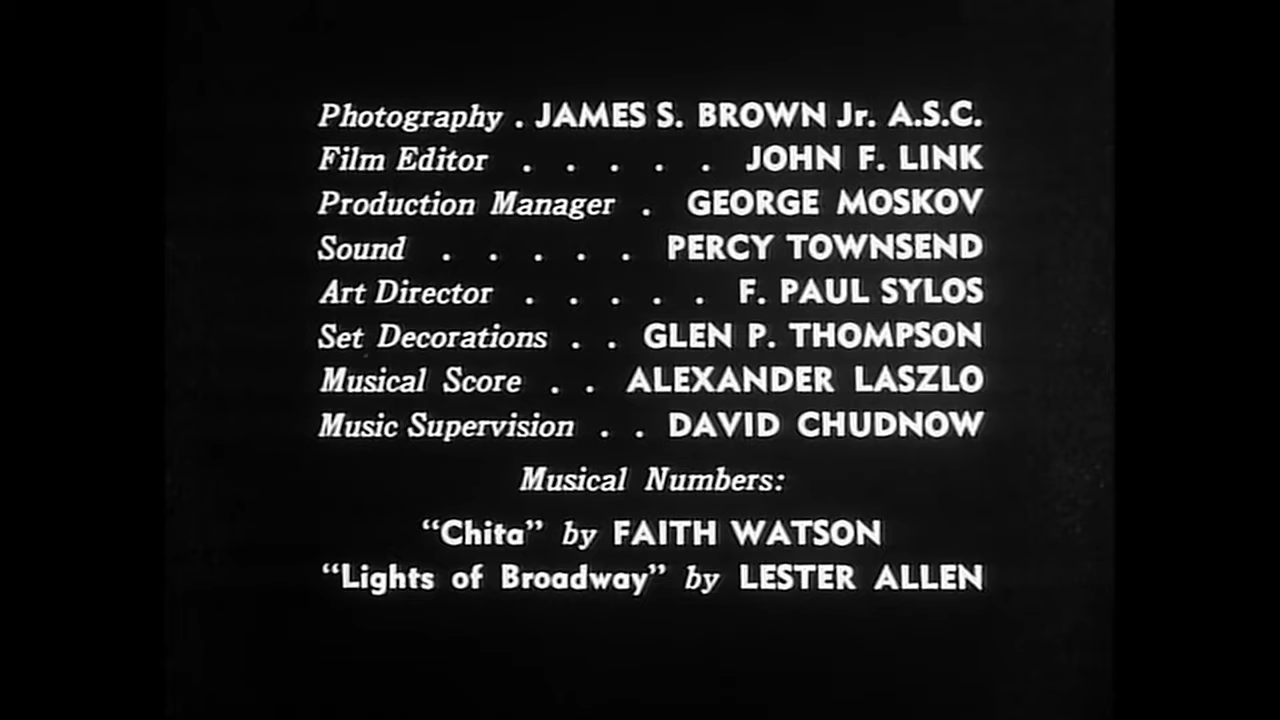 Photography . JAMES S. BROWN Jr. A.S.C.
Film Editor . . . . . JOHN F. LINK
Production Manager . GEORGE MOSKOV
Sound . . . . . PERCY TOWNSEND
Art Director . . . . . F. PAUL SYLOS
Set Decorations . . GLEN P. THOMPSON
Musical Score . . ALEXANDER LASZLO
Music Supervision . . DAVID CHUDNOW
Musical Numbers:
“Chita” by FAITH WATSON
“Lights of Broadway” by LESTER ALLEN